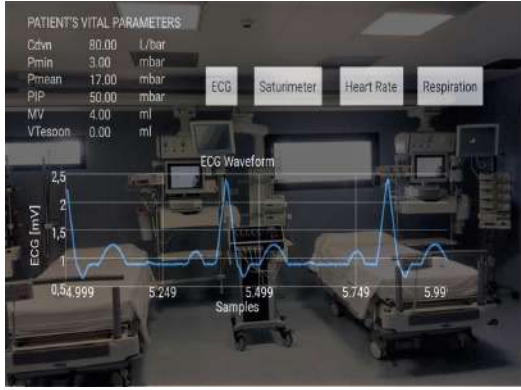 PATIENT'S VITAL PARAMETERS
Cdvn 80.00 L/bar
Pmin 3.00 mbar
Pmean 17.00 mbar
PIP 50.00 mbar
MV 4.00 ml
VTesoon 0.00 ml
ECG Saturimeter Heart Rate Respiration
ECG Waveform
ECG [mV]
2,5
2
1,5
1
0,5
4.999 5.249 5.499 5.749 5.99
Samples